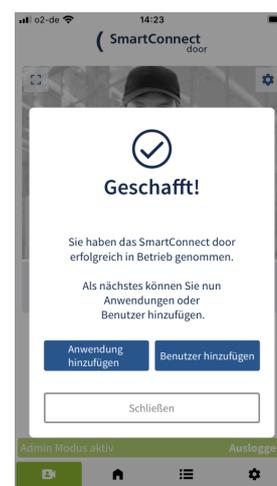 o2-de
14:23
SmartConnect
door
Geschafft!
Sie haben das SmartConnect door
erfolgreich in Betrieb genommen.
Als nächstes können Sie nun
Anwendungen oder
Benutzer hinzufügen.
Anwendung
hinzufügen
Benutzer hinzufügen
Schließen
Admin Modus aktiv
Auslogge